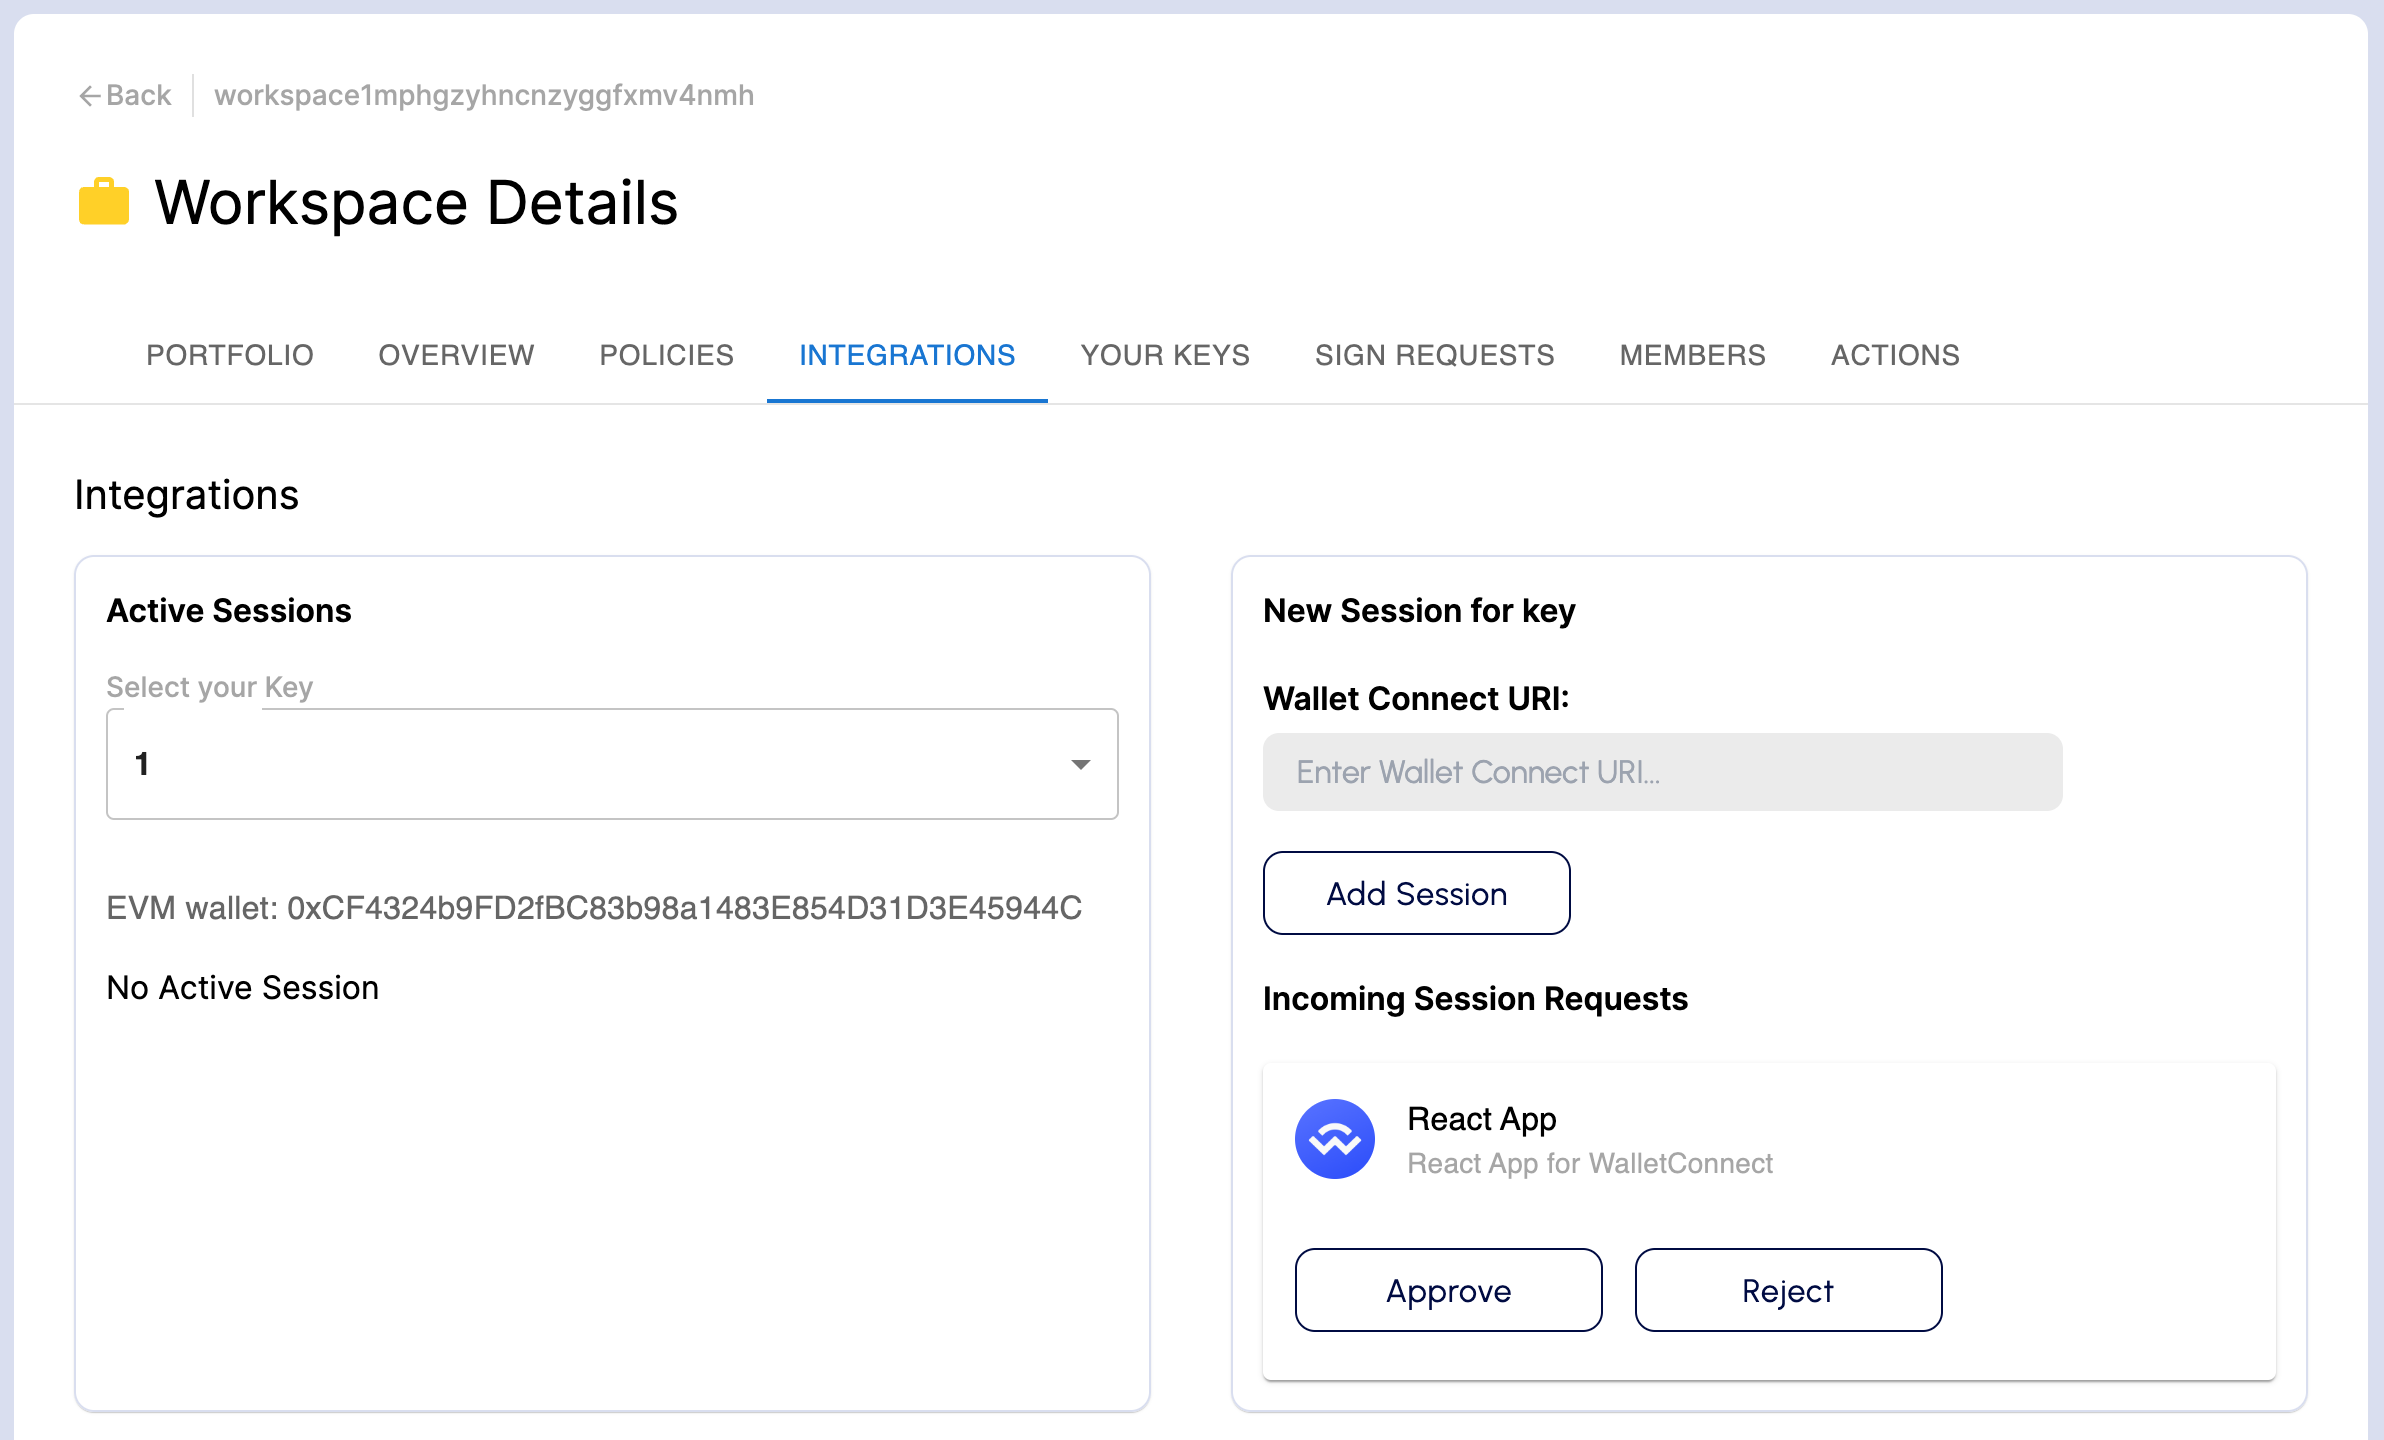 Back
workspace1mphgzyhncnzyggfxmv4nmh
Workspace Details
PORTFOLIO
OVERVIEW
POLICIES
INTEGRATIONS
YOUR KEYS
SIGN REQUESTS
MEMBERS
ACTIONS
Integrations
Active Sessions
Select your Key
1
EVM wallet: 0xCF4324b9FD2fBC83b98a1483E854D31D3E45944C
No Active Session
New Session for key
Wallet Connect URI:
Enter Wallet Connect URI...
Add Session
Incoming Session Requests
React App
React App for WalletConnect
Approve
Reject